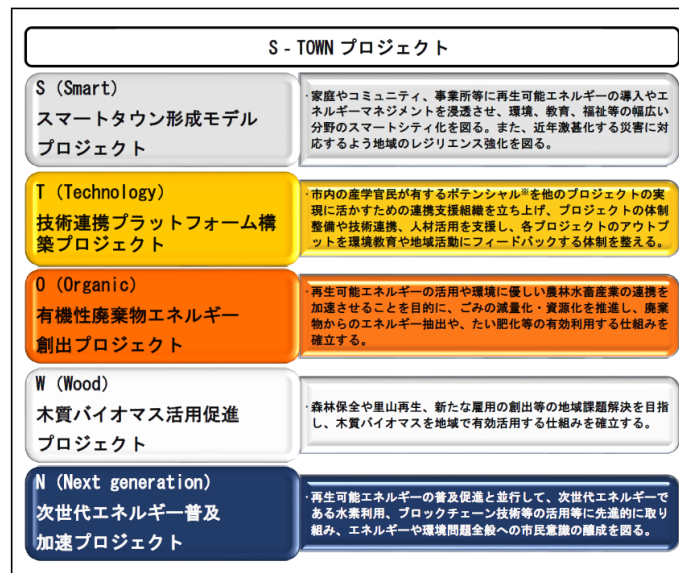 S - TOWN プロジェクト
S (Smart)
スマートタウン形成モデル
プロジェクト
・家庭やコミュニティ、事業所等に再生可能エネルギーの導入やエ
ネルギーマネジメントを浸透させ、環境、教育、福祉等の幅広い
分野のスマートシティ化を図る。また、近年激甚化する災害に対
応するよう地域のレジリエンス強化を図る。
T (Technology)
技術連携プラットフォーム構
築プロジェクト
・市内の産学官民が有するポテンシャル※を他のプロジェクトの実
現に活かすための連携支援組織を立ち上げ、プロジェクトの体制
整備や技術連携、人材活用を支援し、各プロジェクトのアウトプ
ットを環境教育や地域活動にフィードバックする体制を整える。
O (Organic)
有機性廃棄物エネルギー
創出プロジェクト
・再生可能エネルギーの活用や環境に優しい農林水畜産業の連携を
加速させることを目的に、ごみの減量化・資源化を推進し、廃棄
物からのエネルギー抽出や、たい肥化等の有効利用する仕組みを
確立する。
W (Wood)
木質バイオマス活用促進
プロジェクト
・森林保全や里山再生、新たな雇用の創出等の地域課題解決を目指
し、木質バイオマスを地域で有効活用する仕組みを確立する。
N (Next generation)
次世代エネルギー普及
加速プロジェクト
・再生可能エネルギーの普及促進と並行して、次世代エネルギーで
ある水素利用、ブロックチェーン技術等の活用等に先進的に取り
組み、エネルギーや環境問題全般への市民意識の醸成を図る。